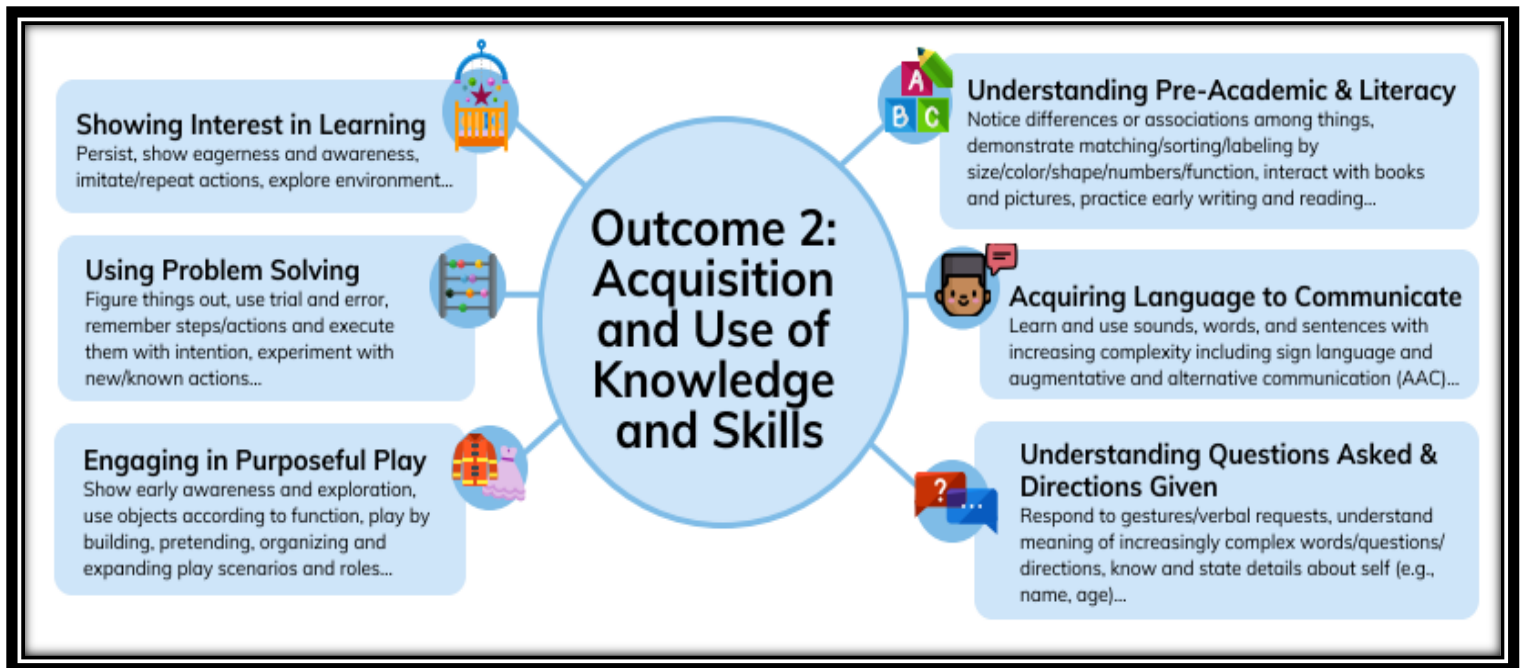 Showing Interest in Learning
Persist, show eagerness and awareness,
imitate/repeat actions, explore environment...
Using Problem Solving
Figure things out, use trial and error,
remember steps/actions and execute
them with intention, experiment with
new/known actions...
Engaging in Purposeful Play
Show early awareness and exploration,
use objects according to function, play by
building, pretending, organizing and
expanding play scenarios and roles...
Outcome 2:
Acquisition
and Use of
Knowledge
and Skills
A
B C
Understanding Pre-Academic & Literacy
Notice differences or associations among things,
demonstrate matching/sorting/labeling by
size/color/shape/numbers/function, interact with books
and pictures, practice early writing and reading...
Acquiring Language to Communicate
Learn and use sounds, words, and sentences with
increasing complexity including sign language and
augmentative and alternative communication (AAC)...
? ...
Understanding Questions Asked &
Directions Given
Respond to gestures/verbal requests, understand
meaning of increasingly complex words/questions/
directions, know and state details about self (e.g.,
name, age)...